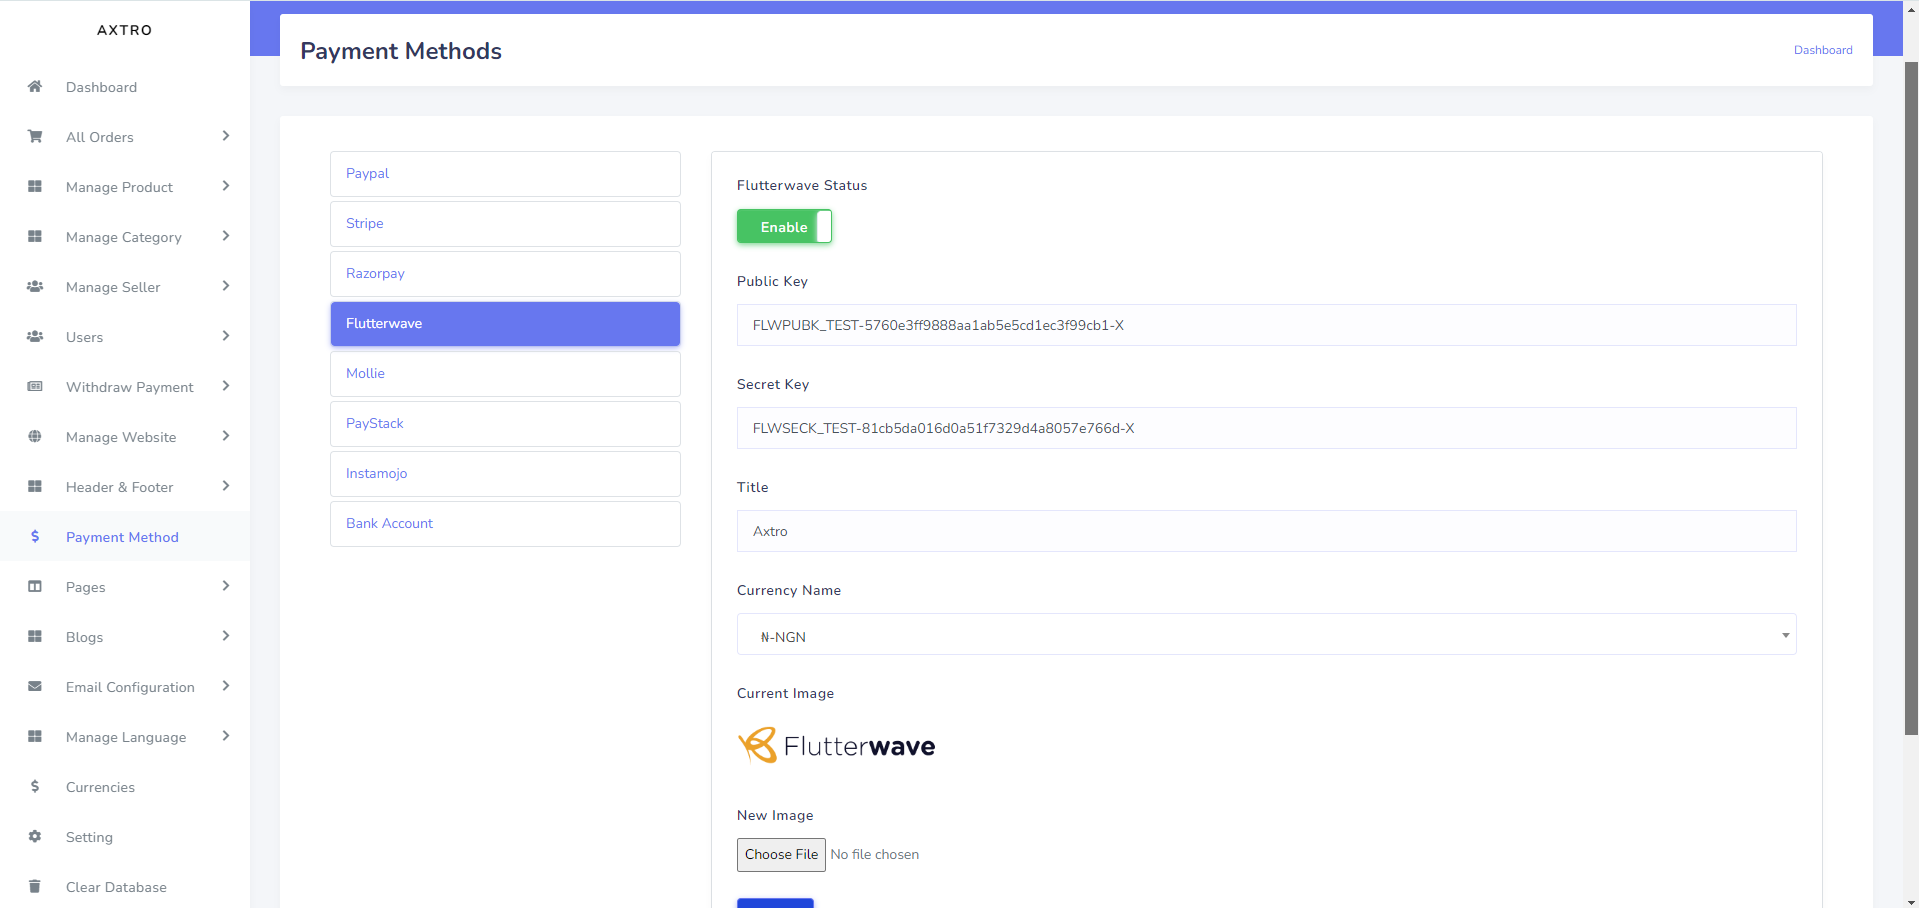 AXTRO
Dashboard
All Orders
Manage Product
Manage Category
Manage Seller
Users
Withdraw Payment
Manage Website
Header & Footer
Payment Method
Pages
Blogs
Email Configuration
Manage Language
Currencies
Setting
Clear Database
Payment Methods
Dashboard
Paypal
Stripe
Razorpay
Flutterwave
Mollie
PayStack
Instamojo
Bank Account
Flutterwave Status
Enable
Public Key
FLWPUBK_TEST-5760e3ff9888aa1ab5e5cd1ec3f99cb1-X
Secret Key
FLWSECK_TEST-81cb5da016d0a51f7329d4a8057e766d-X
Title
Axtro
Currency Name
₦-NGN
Current Image
Flutterwave
New Image
Choose File No file chosen